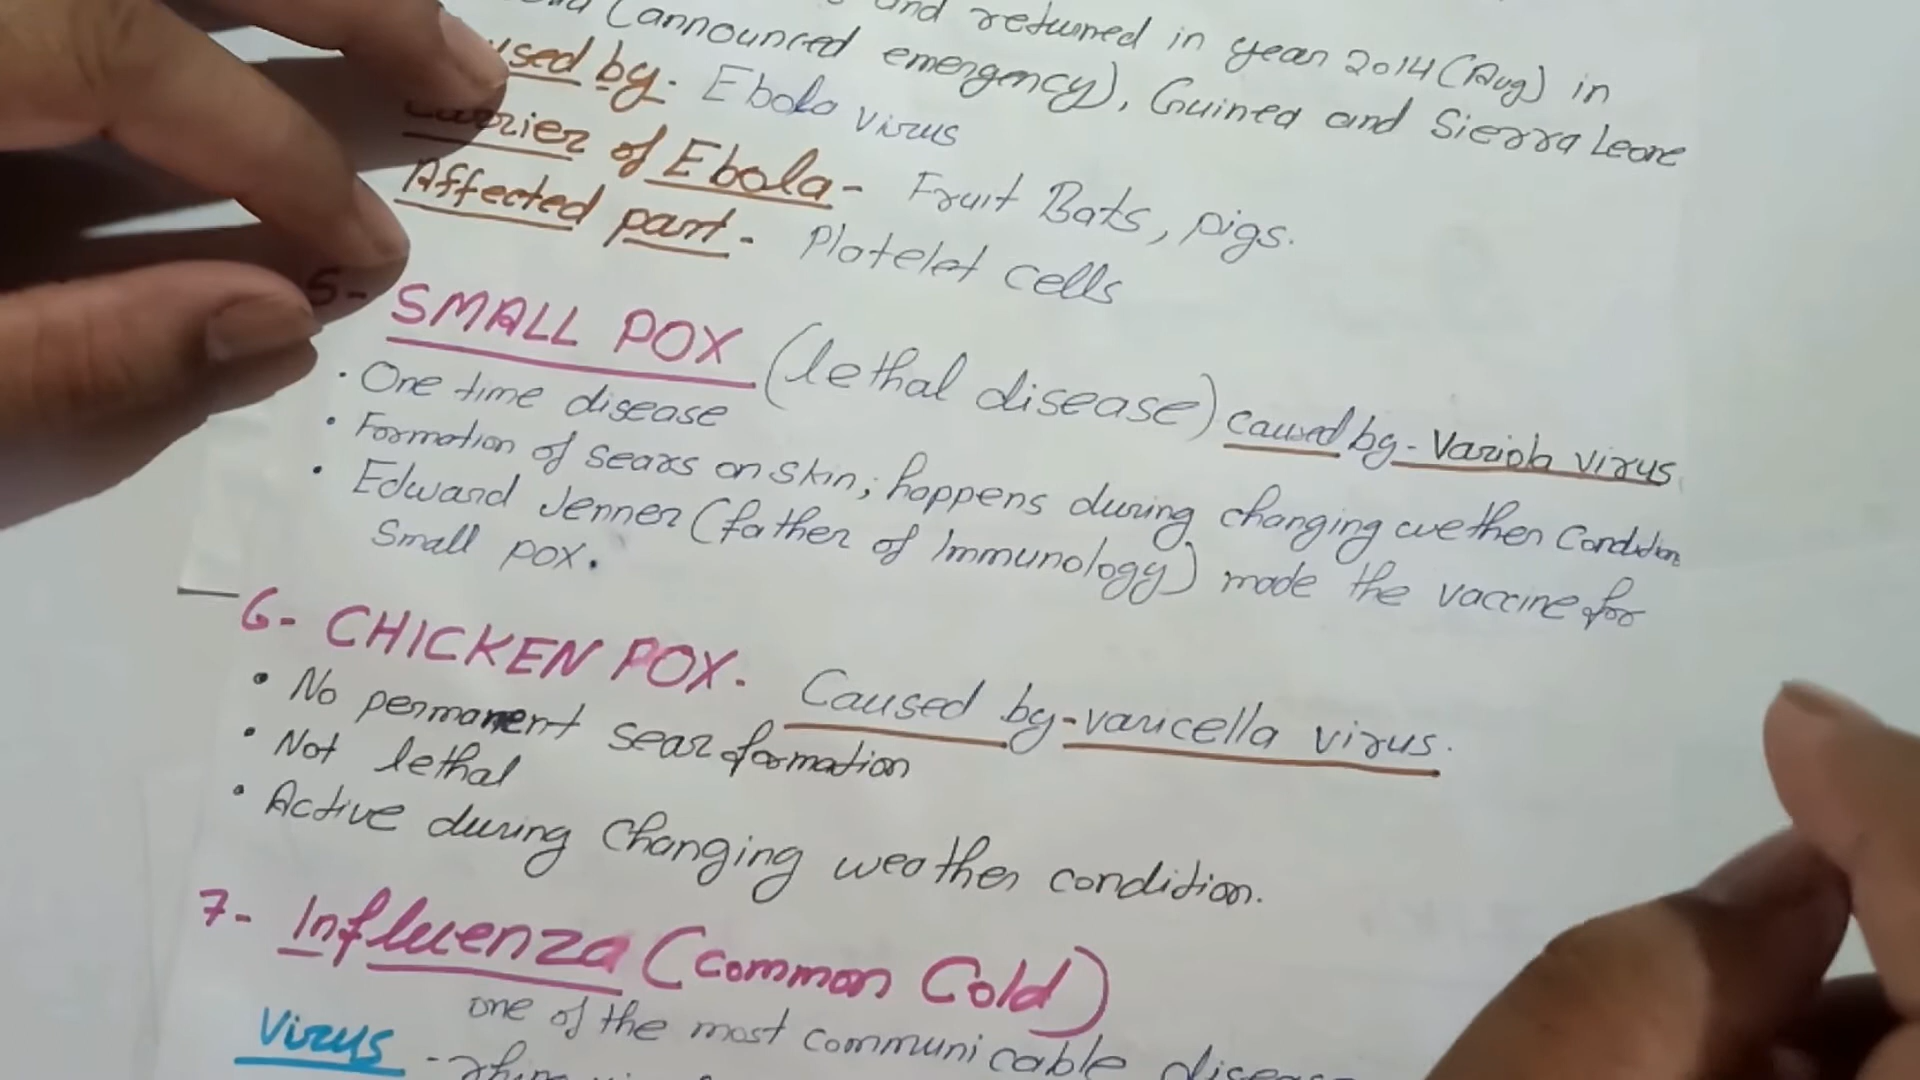 and returned in year 2014 (Aug) in
(announced emergency), Guinea and Sierra Leone
used by. Ebola virus
Carrier of Ebola - Fruit Bats, pigs.
Affected part - Platelet cells
5- SMALL POX (lethal disease) caused by - Variola virus
• One time disease
• Formation of sears on skin; happens during changing wether condition
• Edward Jenner (father of Immunology) made the vaccine for
Small pox.
6- CHICKEN POX. Caused by - varicella virus.
• No permanent sear formation
• Not lethal
• Active during changing weather condition.
7- Influenza (common Cold)
one of the most communicable
Virus -